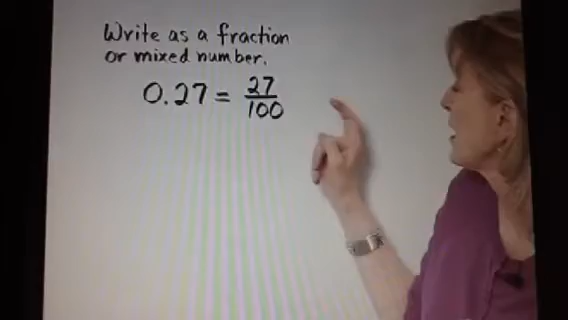 Write as a fraction
or mixed number.
0.27 = 27/100